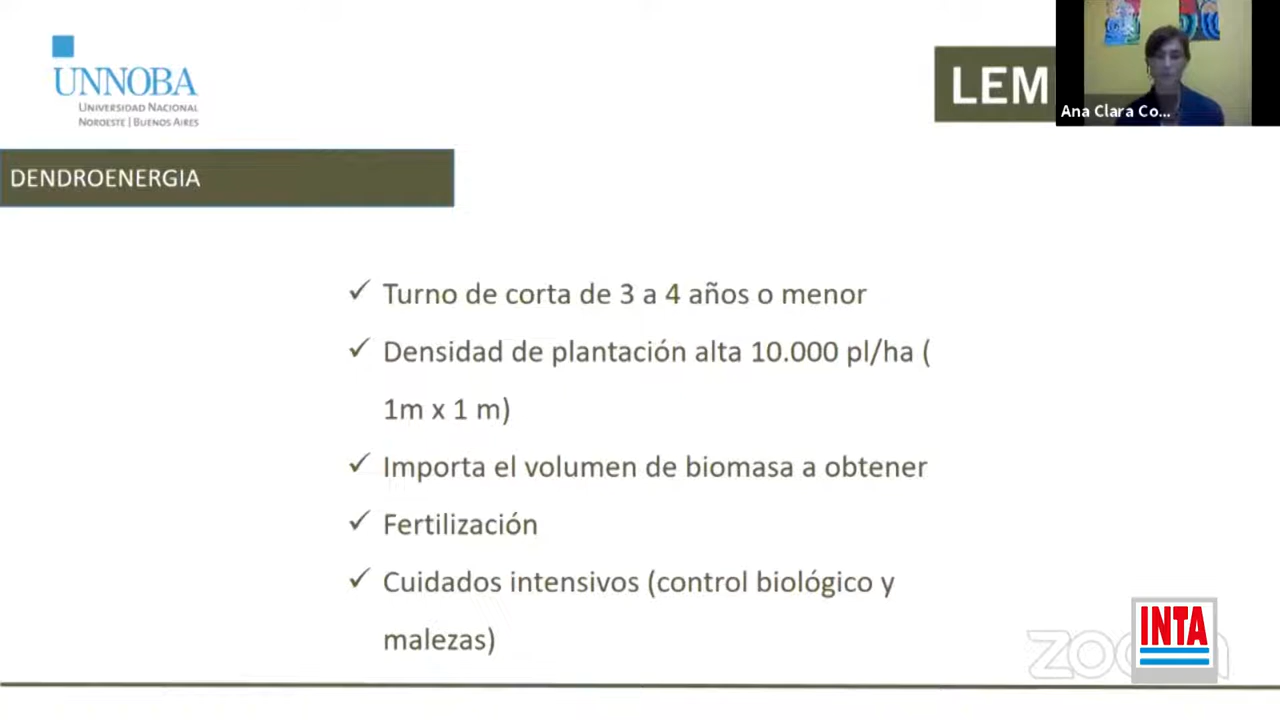 UNNOBA
UNIVERSIDAD NACIONAL
NOROESTE | BUENOS AIRES
LEM
Ana Clara Co...
DENDROENERGIA
✓ Turno de corta de 3 a 4 años o menor
✓ Densidad de plantación alta 10.000 pl/ha (
1m x 1 m)
✓ Importa el volumen de biomasa a obtener
✓ Fertilización
✓ Cuidados intensivos (control biológico y
malezas)
zoom
INTA